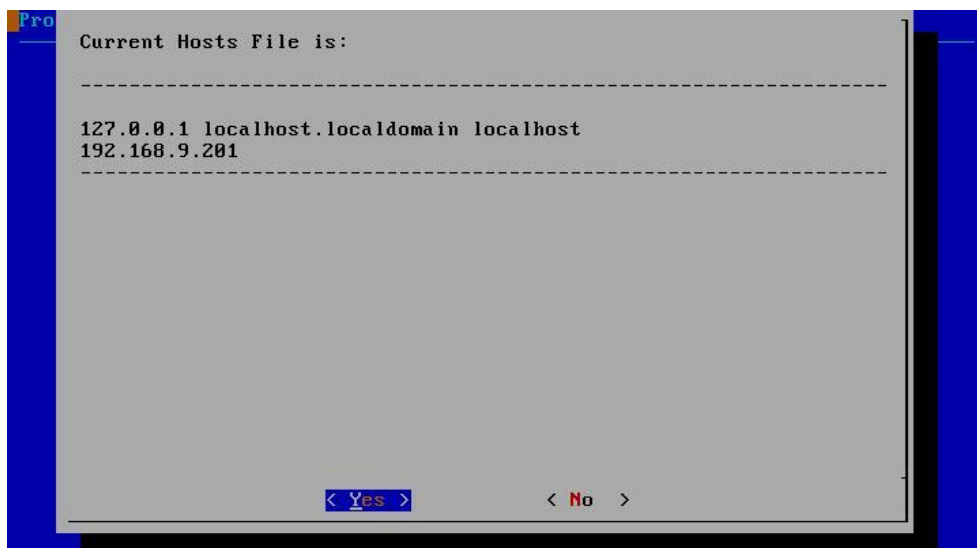 Pro
Current Hosts File is:
------------------------------------------------------------------
127.0.0.1 localhost.localdomain localhost
192.168.9.201
------------------------------------------------------------------
< Yes > < No >